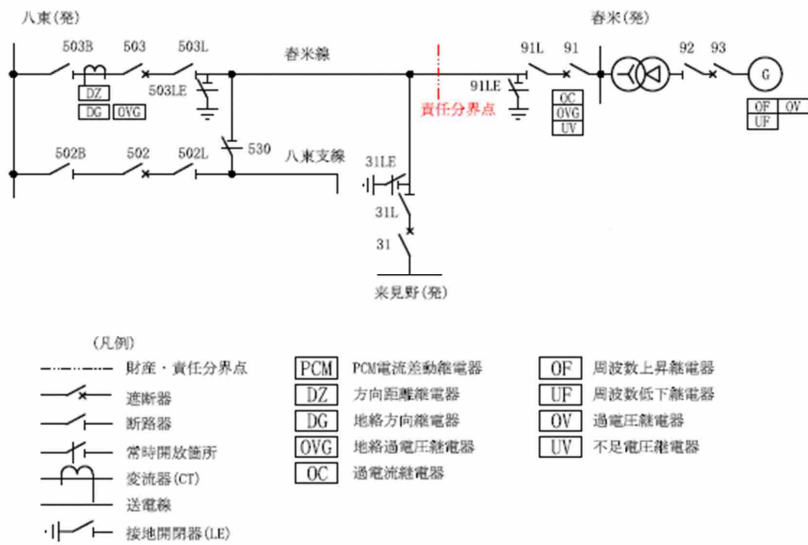 八東(発)
舂米(発)
503B 503 503L
舂米線
91L 91
92 93
DZ
DG OVG
503LE
責任分界点
91LE
OC
OVG
UV
G
OF OV
UF
530
八東支線
502B 502 502L
31LE
31L
31
来見野(発)
(凡例)
財産・責任分界点
遮断器
断路器
常時開放箇所
変流器(CT)
送電線
接地開閉器(LE)
PCM PCM電流差動継電器
DZ 方向距離継電器
DG 地絡方向継電器
OVG 地絡過電圧継電器
OC 過電流継電器
OF 周波数上昇継電器
UF 周波数低下継電器
OV 過電圧継電器
UV 不足電圧継電器